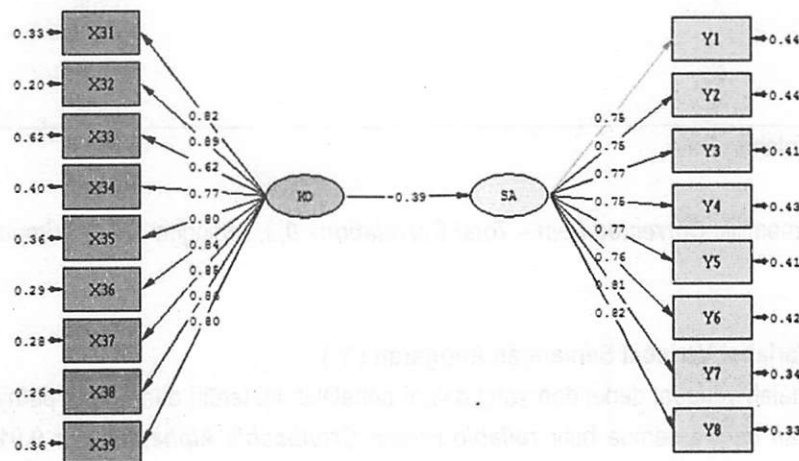 0.33 X31
0.20 X32
0.62 X33
0.40 X34
0.36 X35
0.29 X36
0.28 X37
0.26 X38
0.36 X39
0.82
0.89
0.62
0.77
0.80
0.84
0.85
0.86
0.80
-0.39
SA
0.75
0.75
0.77
0.75
0.76
0.81
0.82
Y1 0.44
Y2 0.44
Y3 0.41
Y4 0.43
Y5 0.41
Y6 0.42
Y7 0.34
Y8 0.33